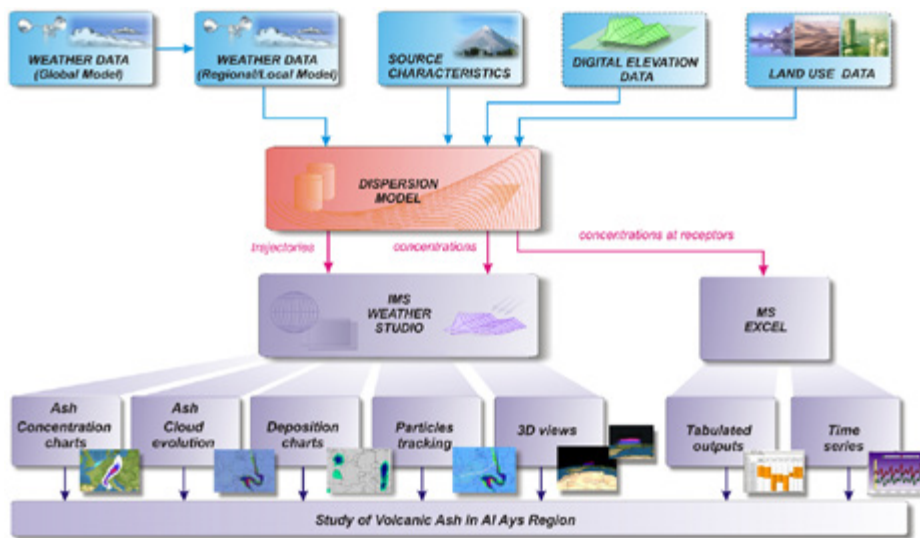 WEATHER DATA
(Global Model)
WEATHER DATA
(Regional/Local Model)
SOURCE
CHARACTERISTICS
DIGITAL ELEVATION
DATA
LAND USE DATA
DISPERSION
MODEL
trajectories
concentrations
concentrations at receptors
IMS
WEATHER
STUDIO
MS
EXCEL
Ash
Concentration
charts
Ash
Cloud
evolution
Deposition
charts
Particles
tracking
3D views
Tabulated
outputs
Time
series
Study of Volcanic Ash in Al Ays Region